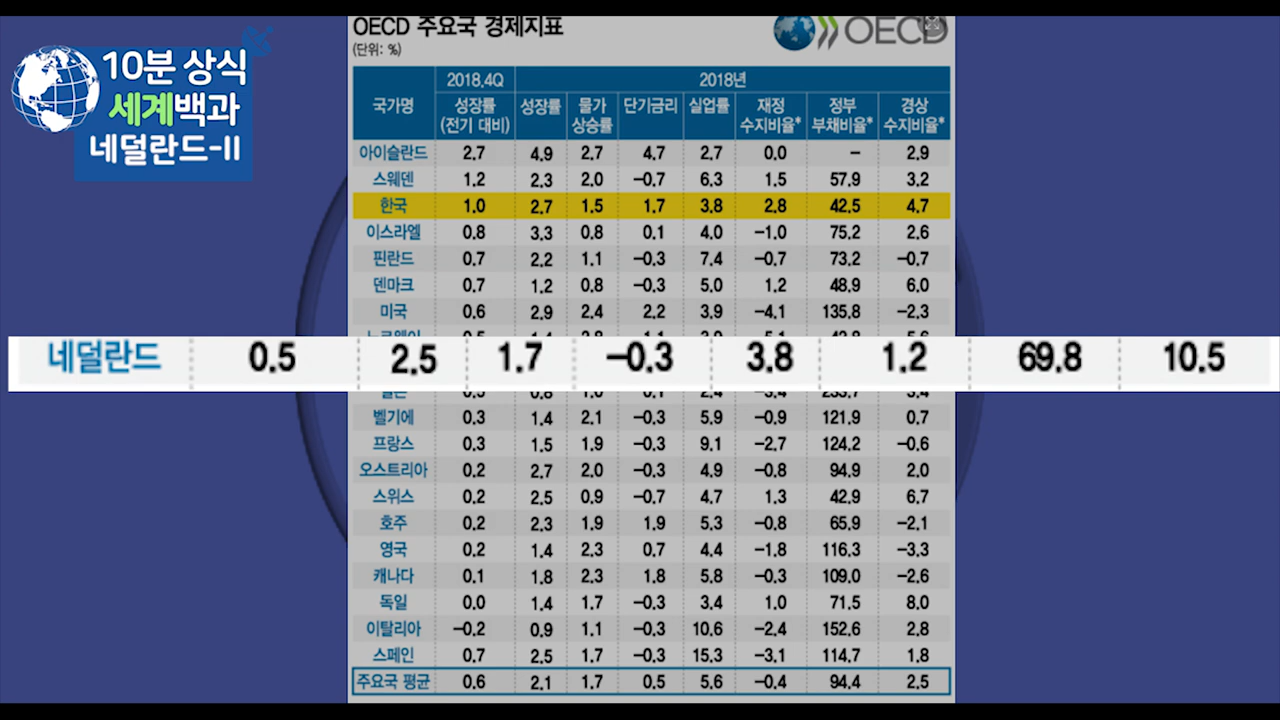 10분 상식
세계백과
네덜란드-II
OECD 주요국 경제지표
(단위: %)
OECD
국가명 2018.4Q 성장률 (전기 대비) 2018년 성장률 물가 상승률 단기금리 실업률 재정 수지비율* 정부 부채비율* 경상 수지비율*
아이슬란드 2.7 4.9 2.7 4.7 2.7 0.0 – 2.9
스웨덴 1.2 2.3 2.0 –0.7 6.3 1.5 57.9 3.2
한국 1.0 2.7 1.5 1.7 3.8 2.8 42.5 4.7
이스라엘 0.8 3.3 0.8 0.1 4.0 –1.0 75.2 2.6
핀란드 0.7 2.2 1.1 –0.3 7.4 –0.7 73.2 –0.7
덴마크 0.7 1.2 0.8 –0.3 5.0 1.2 48.9 6.0
미국 0.6 2.9 2.4 2.2 3.9 –4.1 135.8 –2.3
네덜란드 0.5 2.5 1.7 –0.3 3.8 1.2 69.8 10.5
벨기에 0.3 1.4 2.1 –0.3 5.9 –0.9 121.9 0.7
프랑스 0.3 1.5 1.9 –0.3 9.1 –2.7 124.2 –0.6
오스트리아 0.2 2.7 2.0 –0.3 4.9 –0.8 94.9 2.0
스위스 0.2 2.5 0.9 –0.7 4.7 1.3 42.9 6.7
호주 0.2 2.3 1.9 1.9 5.3 –0.8 65.9 –2.1
영국 0.2 1.4 2.3 0.7 4.4 –1.8 116.3 –3.3
캐나다 0.1 1.8 2.3 1.8 5.8 –0.3 109.0 –2.6
독일 0.0 1.4 1.7 –0.3 3.4 1.0 71.5 8.0
이탈리아 –0.2 0.9 1.1 –0.3 10.6 –2.4 152.6 2.8
스페인 0.7 2.5 1.7 –0.3 15.3 –3.1 114.7 1.8
주요국 평균 0.6 2.1 1.7 0.5 5.6 –0.4 94.4 2.5